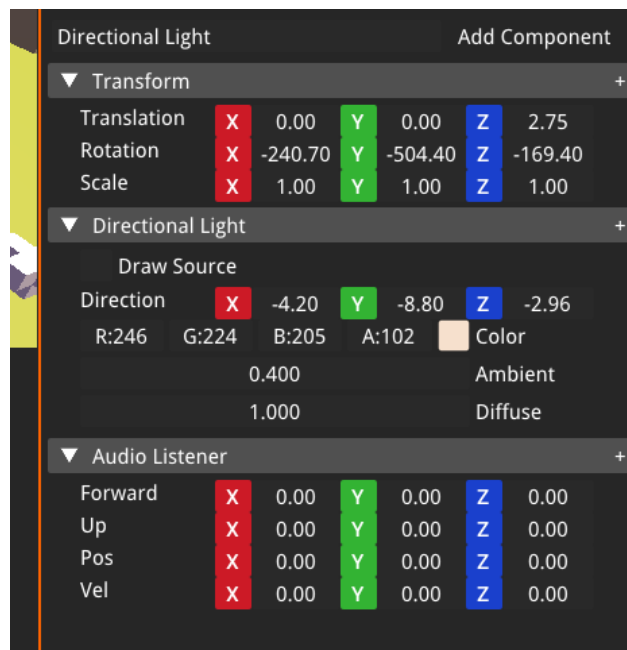 Directional Light Add Component
Transform +
Translation X 0.00 Y 0.00 Z 2.75
Rotation X -240.70 Y -504.40 Z -169.40
Scale X 1.00 Y 1.00 Z 1.00
Directional Light +
Draw Source
Direction X -4.20 Y -8.80 Z -2.96
R:246 G:224 B:205 A:102 Color
0.400 Ambient
1.000 Diffuse
Audio Listener +
Forward X 0.00 Y 0.00 Z 0.00
Up X 0.00 Y 0.00 Z 0.00
Pos X 0.00 Y 0.00 Z 0.00
Vel X 0.00 Y 0.00 Z 0.00